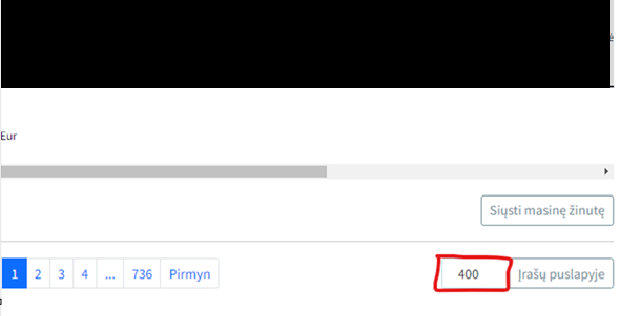 Eur
Siųsti masinę žinutę
1 2 3 4 ... 736 Pirmyn 400 Įrašų puslapyje